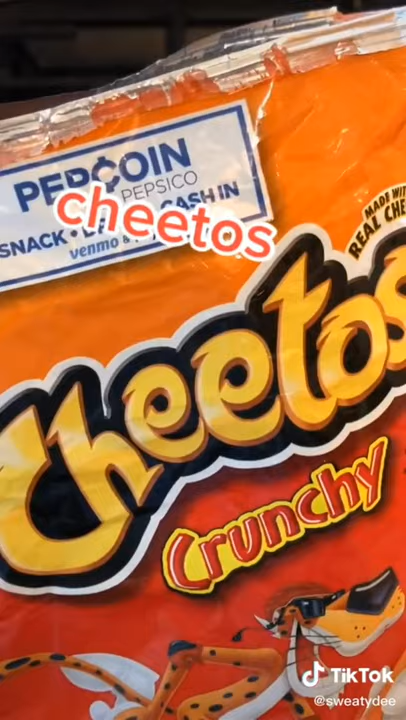 PEPCOIN
PEPSICO
cheetos
SNACK •
CASH IN
venmo &
MADE WITH
REAL CHE
Cheetos
Crunchy
TikTok
@sweatydee